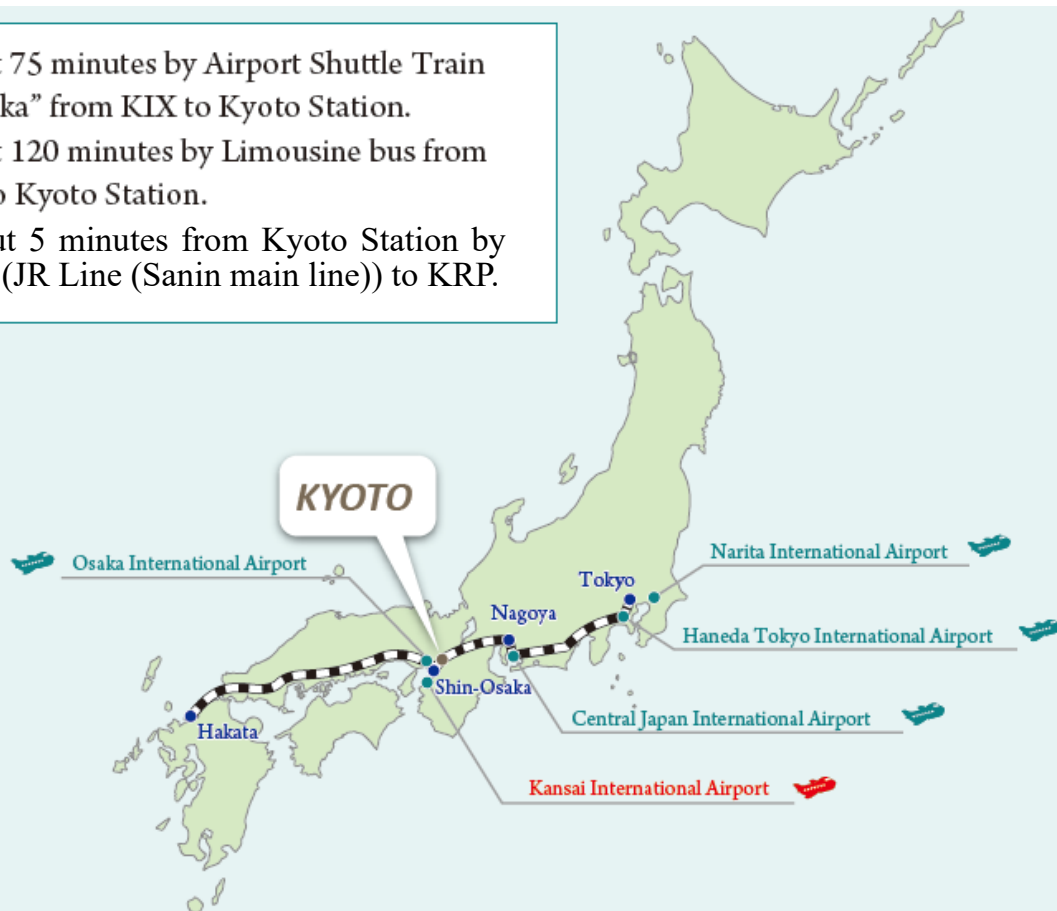 75 minutes by Airport Shuttle Train
ka” from KIX to Kyoto Station.
120 minutes by Limousine bus from
Kyoto Station.
5 minutes from Kyoto Station by
(JR Line (Sanin main line)) to KRP.
KYOTO
Osaka International Airport
Narita International Airport
Tokyo
Nagoya
Haneda Tokyo International Airport
Shin-Osaka
Central Japan International Airport
Hakata
Kansai International Airport